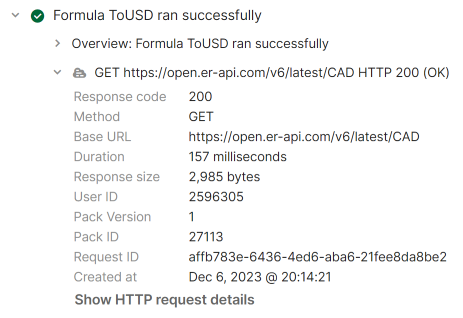 Formula ToUSD ran successfully
Overview: Formula ToUSD ran successfully
GET https://open.er-api.com/v6/latest/CAD HTTP 200 (OK)
Response code 200
Method GET
Base URL https://open.er-api.com/v6/latest/CAD
Duration 157 milliseconds
Response size 2,985 bytes
User ID 2596305
Pack Version 1
Pack ID 27113
Request ID affb783e-6436-4ed6-aba6-21fee8da8be2
Created at Dec 6, 2023 @ 20:14:21
Show HTTP request details